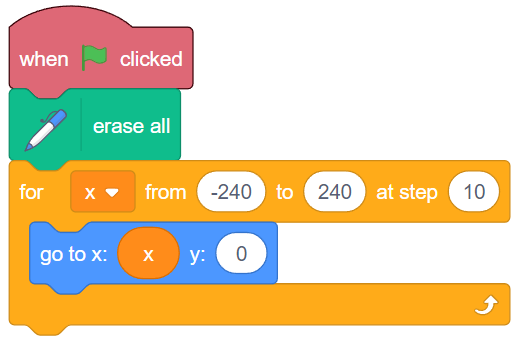 when clicked
erase all
for x from -240 to 240 at step 10
go to x: x y: 0